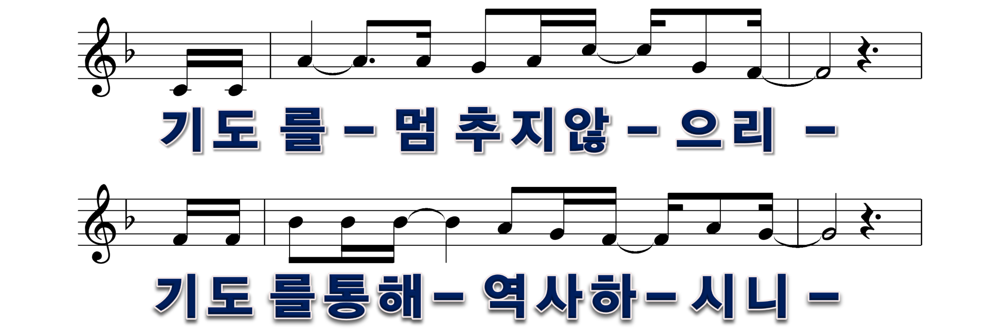 기도 를 - 멈 추지않 - 으리 -
기도 를통해 - 역사하 - 시니 -